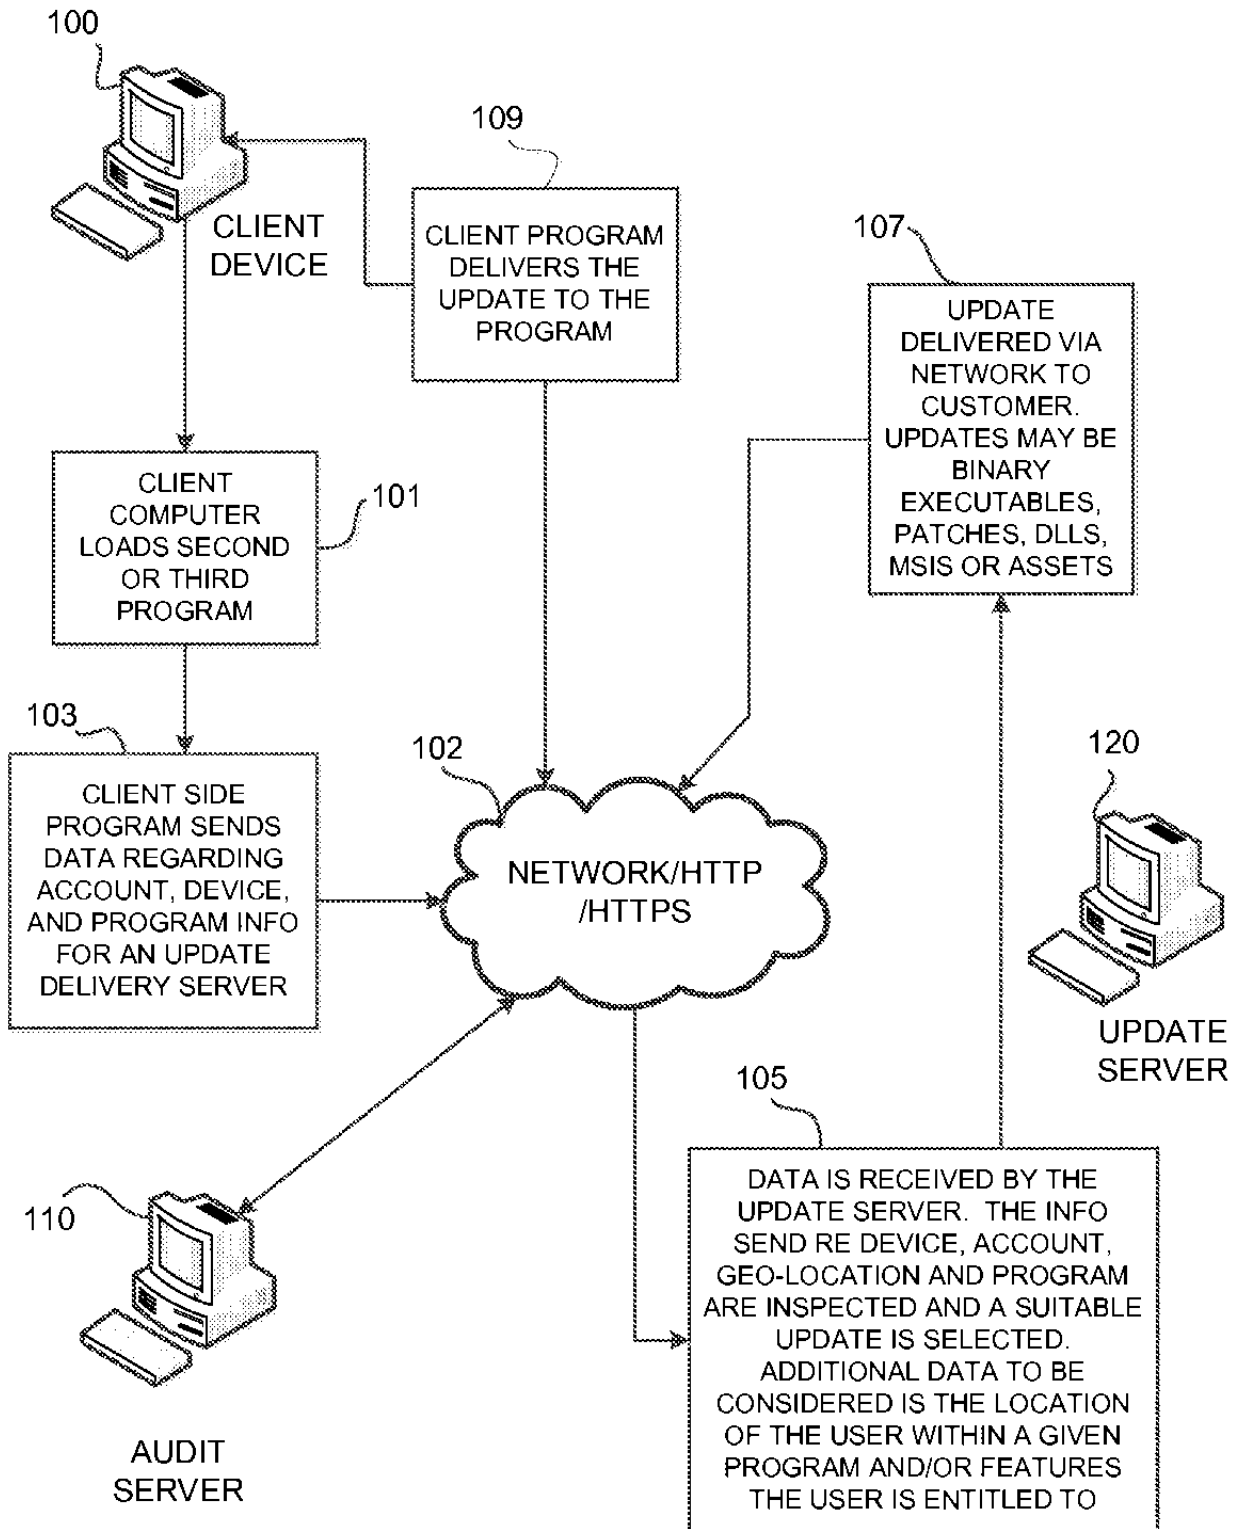 100
CLIENT
DEVICE
109
CLIENT PROGRAM
DELIVERS THE
UPDATE TO THE
PROGRAM
107
UPDATE
DELIVERED VIA
NETWORK TO
CUSTOMER.
UPDATES MAY BE
BINARY
EXECUTABLES,
PATCHES, DLLS,
MSIS OR ASSETS
CLIENT
COMPUTER
LOADS SECOND
OR THIRD
PROGRAM
101
103
CLIENT SIDE
PROGRAM SENDS
DATA REGARDING
ACCOUNT, DEVICE,
AND PROGRAM INFO
FOR AN UPDATE
DELIVERY SERVER
102
NETWORK/HTTP
/HTTPS
120
UPDATE
SERVER
110
AUDIT
SERVER
105
DATA IS RECEIVED BY THE
UPDATE SERVER. THE INFO
SEND RE DEVICE, ACCOUNT,
GEO-LOCATION AND PROGRAM
ARE INSPECTED AND A SUITABLE
UPDATE IS SELECTED.
ADDITIONAL DATA TO BE
CONSIDERED IS THE LOCATION
OF THE USER WITHIN A GIVEN
PROGRAM AND/OR FEATURES
THE USER IS ENTITLED TO